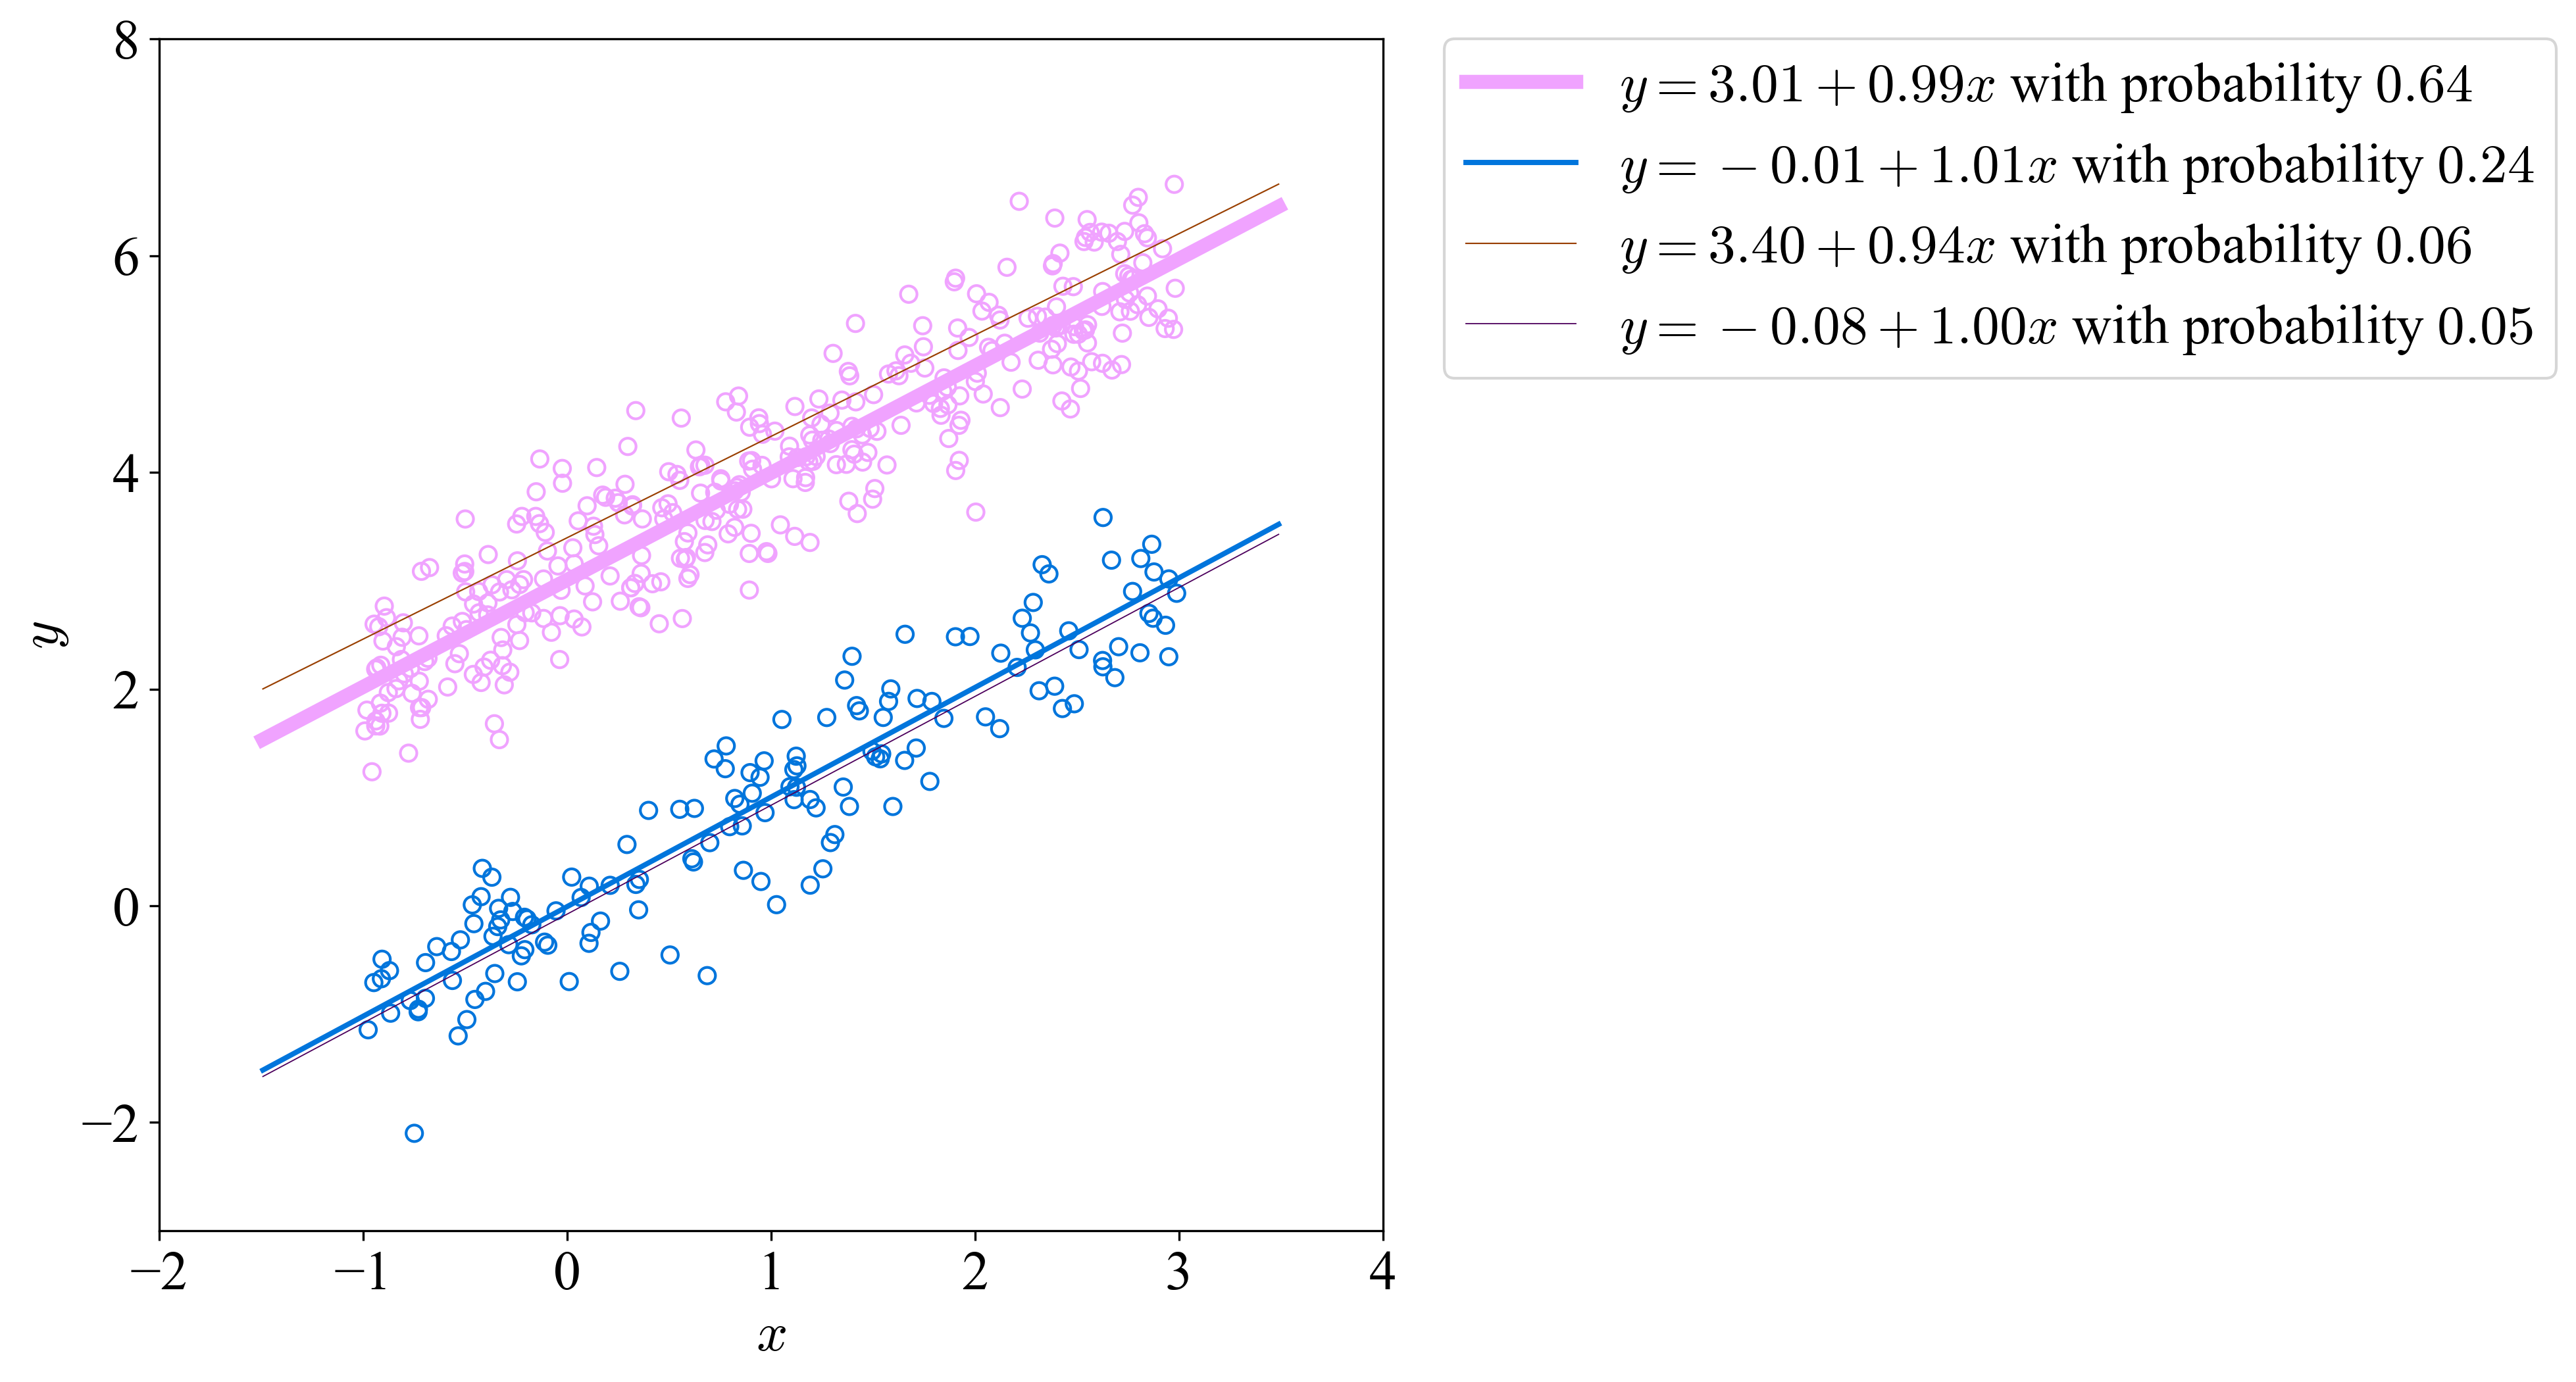 8
6
4
2
0
−2
y
−2
−1
0
1
2
3
4
x
y = 3.01 + 0.99x with probability 0.64
y = − 0.01 + 1.01x with probability 0.24
y = 3.40 + 0.94x with probability 0.06
y = − 0.08 + 1.00x with probability 0.05